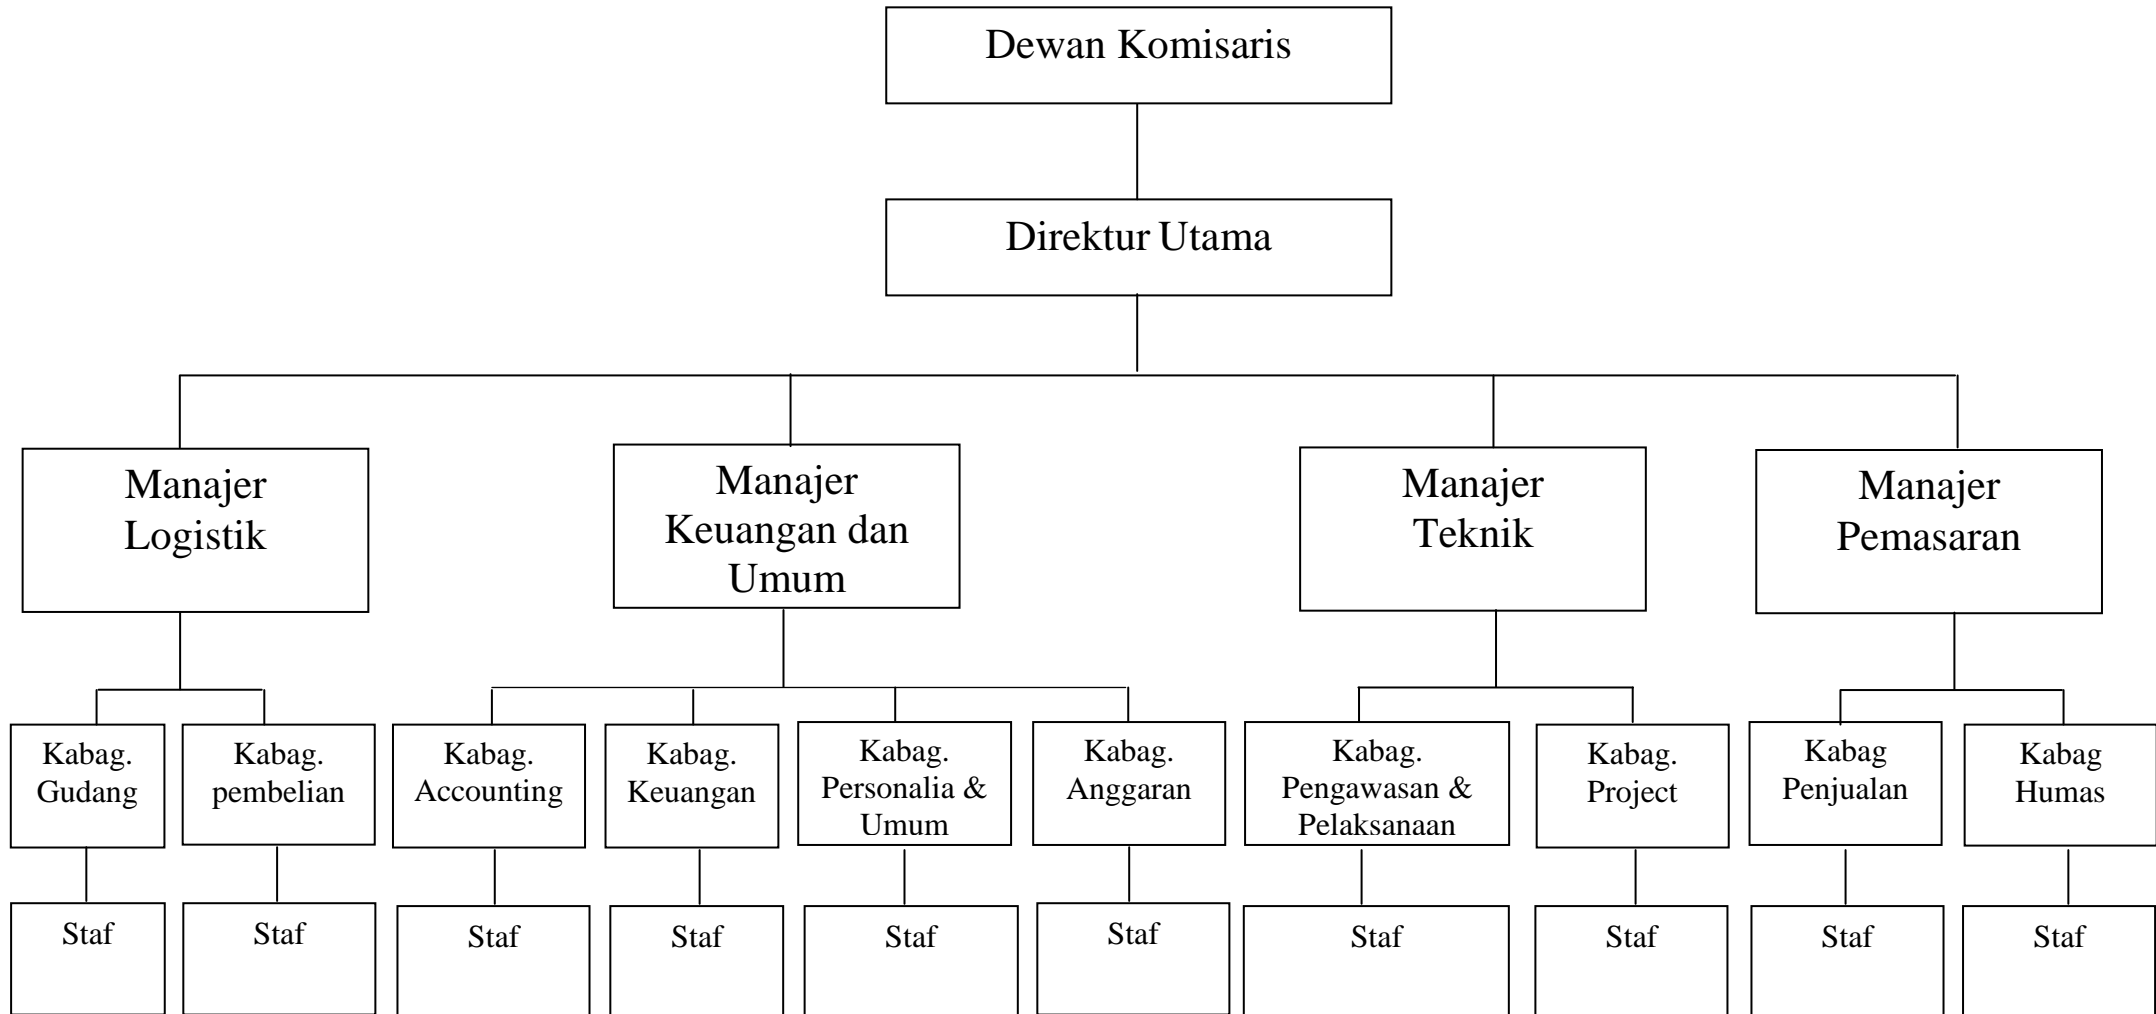 Dewan Komisaris
Direktur Utama
Manajer
Logistik
Manajer
Keuangan dan
Umum
Manajer
Teknik
Manajer
Pemasaran
Kabag.
Gudang
Kabag.
pembelian
Kabag.
Accounting
Kabag.
Keuangan
Kabag.
Personalia &
Umum
Kabag.
Anggaran
Kabag.
Pengawasan &
Pelaksanaan
Kabag.
Project
Kabag
Penjualan
Kabag
Humas
Staf
Staf
Staf
Staf
Staf
Staf
Staf
Staf
Staf
Staf